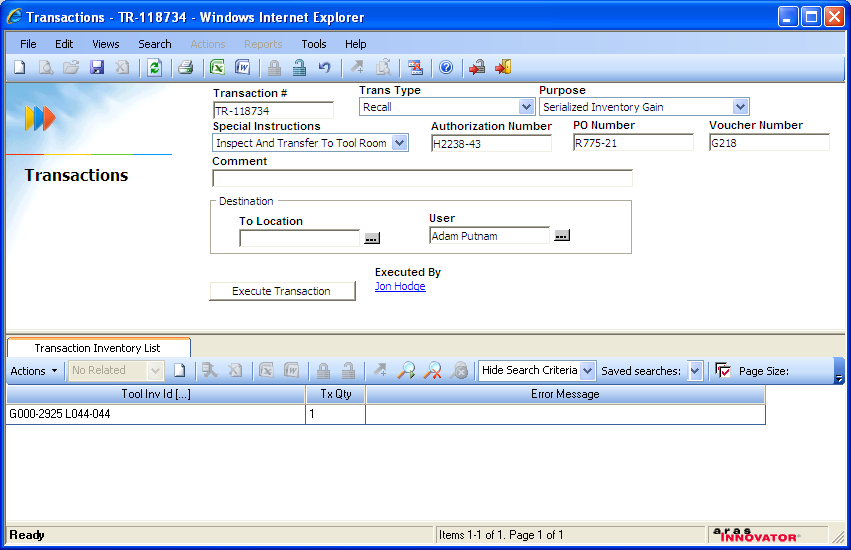 Transactions - TR-118734 - Windows Internet Explorer
File Edit Views Search Actions Reports Tools Help
Transaction # Trans Type Purpose
TR-118734 Recall Serialized Inventory Gain
Special Instructions Authorization Number PO Number Voucher Number
Inspect And Transfer To Tool Room H2238-43 R775-21 G218
Transactions
Comment
Destination
To Location User
... Adam Putnam ...
Executed By
Execute Transaction Jon Hodge
Transaction Inventory List
Actions No Related Hide Search Criteria Saved searches: Page Size:
Tool Inv Id [...] Tx Qty Error Message
G000-2925 L044-044 1
Ready Items 1-1 of 1. Page 1 of 1 aras INNOVATOR